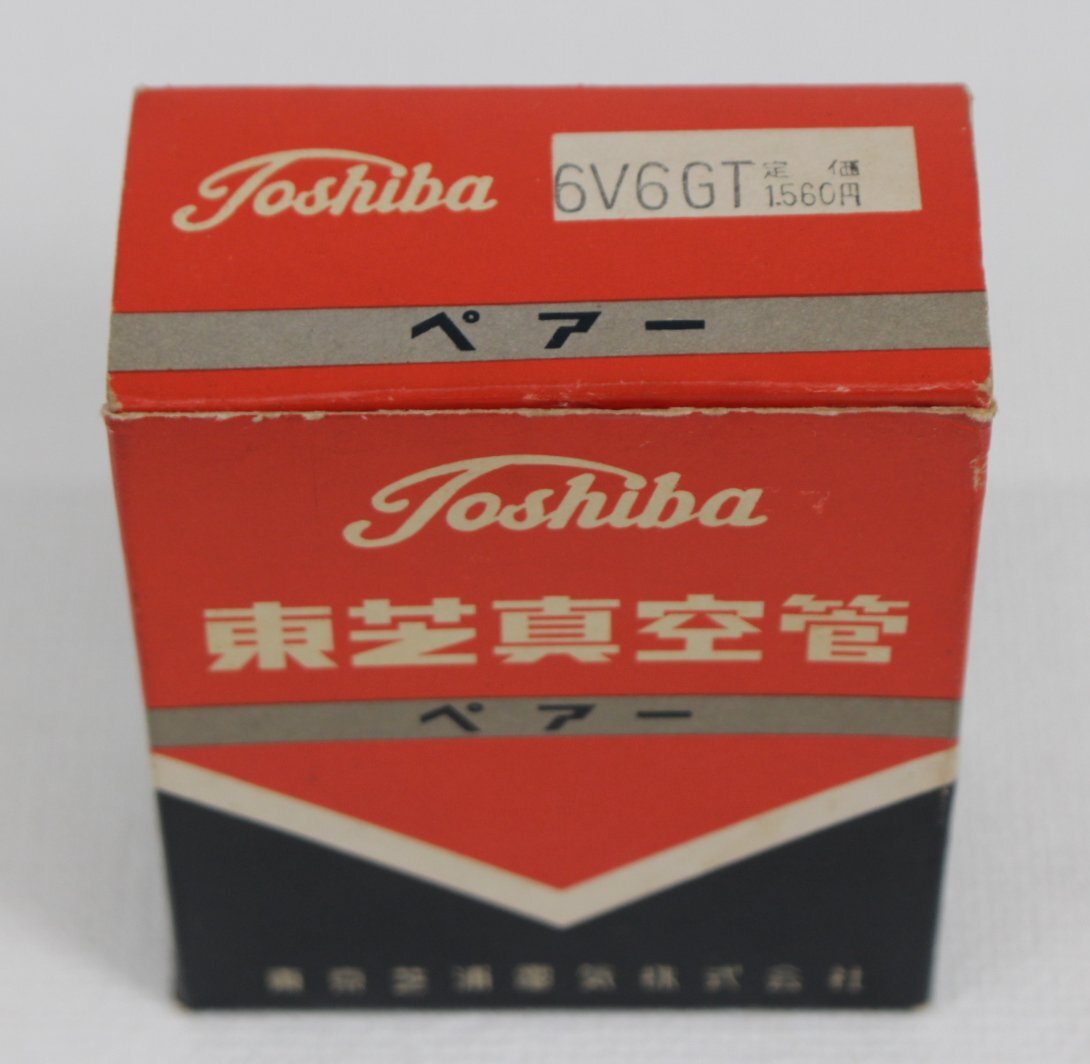 Toshiba
6V6GT 定価
1.560円
ペアー
Toshiba
東芝真空管
ペアー
東京芝浦電気株式会社